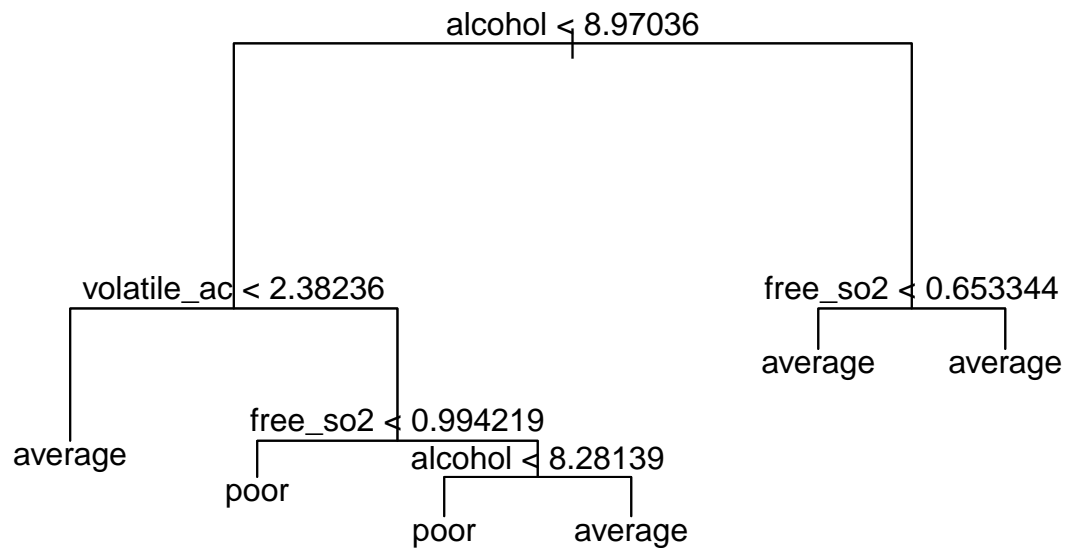 alcohol < 8.97036
volatile_ac < 2.38236
free_so2 < 0.653344
average
average
free_so2 < 0.994219
average
alcohol < 8.28139
poor
poor
average